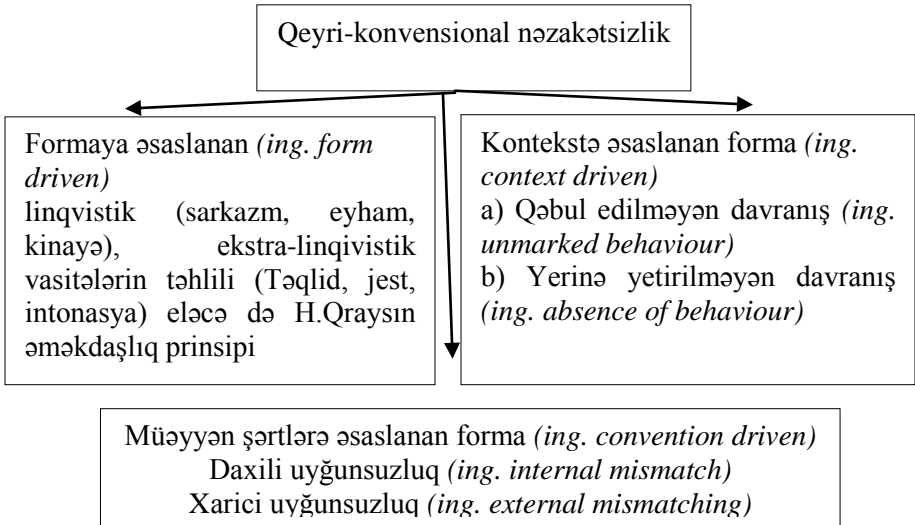 Qeyri-konvensional nəzakətsizlik
Formaya əsaslanan (ing. form
driven)
linqvistik (sarkazm, eyham,
kinayə), ekstra-linqivistik
vasitələrin təhlili (Təqlid, jest,
intonasya) eləcə də H.Qraysın
əməkdaşlıq prinsipi
Kontekstə əsaslanan forma (ing.
context driven)
a) Qəbul edilməyən davranış (ing.
unmarked behaviour)
b) Yerinə yetirilməyən davranış
(ing. absence of behaviour)
Müəyyən şərtlərə əsaslanan forma (ing. convention driven)
Daxili uyğunsuzluq (ing. internal mismatch)
Xarici uyğunsuzluq (ing. external mismatching)